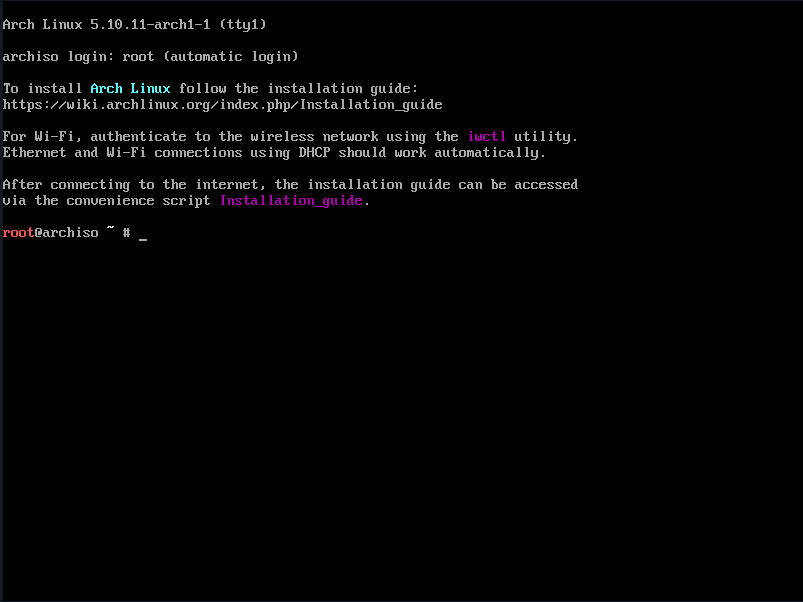 Arch Linux 5.10.11-arch1-1 (tty1)
archiso login: root (automatic login)
To install Arch Linux follow the installation guide:
https://wiki.archlinux.org/index.php/Installation_guide
For Wi-Fi, authenticate to the wireless network using the iwctl utility.
Ethernet and Wi-Fi connections using DHCP should work automatically.
After connecting to the internet, the installation guide can be accessed
via the convenience script Installation_guide.
root@archiso ~ # _